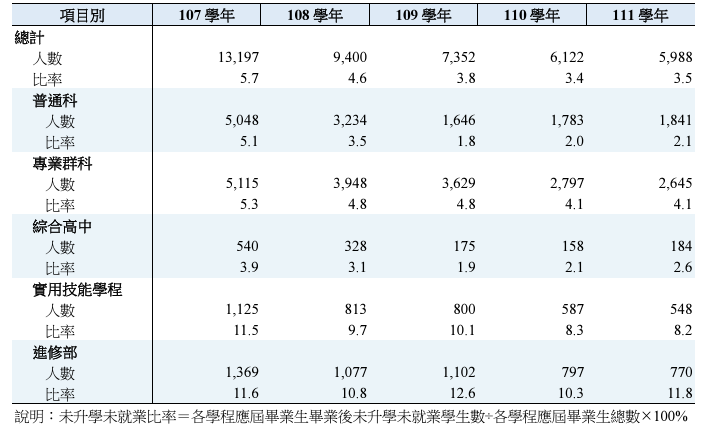 項目別 107 學年 108 學年 109 學年 110 學年 111 學年
總計
人數 13,197 9,400 7,352 6,122 5,988
比率 5.7 4.6 3.8 3.4 3.5
普通科
人數 5,048 3,234 1,646 1,783 1,841
比率 5.1 3.5 1.8 2.0 2.1
專業群科
人數 5,115 3,948 3,629 2,797 2,645
比率 5.3 4.8 4.8 4.1 4.1
綜合高中
人數 540 328 175 158 184
比率 3.9 3.1 1.9 2.1 2.6
實用技能學程
人數 1,125 813 800 587 548
比率 11.5 9.7 10.1 8.3 8.2
進修部
人數 1,369 1,077 1,102 797 770
比率 11.6 10.8 12.6 10.3 11.8
說明：未升學未就業比率＝各學程應屆畢業生畢業後未升學未就業學生數÷各學程應屆畢業生總數×100%